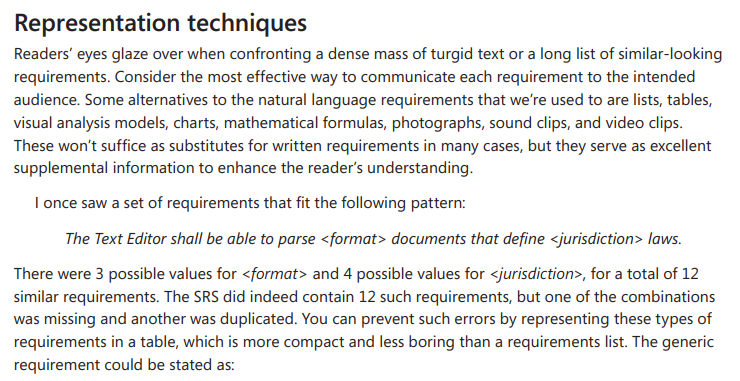 Representation techniques
Readers’ eyes glaze over when confronting a dense mass of turgid text or a long list of similar-looking
requirements. Consider the most effective way to communicate each requirement to the intended
audience. Some alternatives to the natural language requirements that we’re used to are lists, tables,
visual analysis models, charts, mathematical formulas, photographs, sound clips, and video clips.
These won’t suffice as substitutes for written requirements in many cases, but they serve as excellent
supplemental information to enhance the reader’s understanding.
I once saw a set of requirements that fit the following pattern:
The Text Editor shall be able to parse <format> documents that define <jurisdiction> laws.
There were 3 possible values for <format> and 4 possible values for <jurisdiction>, for a total of 12
similar requirements. The SRS did indeed contain 12 such requirements, but one of the combinations
was missing and another was duplicated. You can prevent such errors by representing these types of
requirements in a table, which is more compact and less boring than a requirements list. The generic
requirement could be stated as: